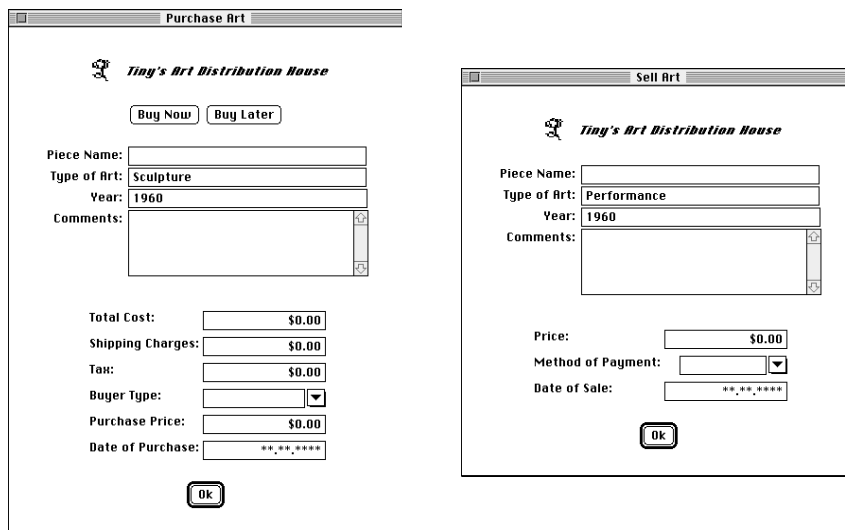 Purchase Art
Tiny's Art Distribution House
Buy Now Buy Later
Piece Name:
Type of Art: Sculpture
Year: 1960
Comments:
Total Cost: $0.00
Shipping Charges: $0.00
Tax: $0.00
Buyer Type:
Purchase Price: $0.00
Date of Purchase: **.**.****
Ok
Sell Art
Tiny's Art Distribution House
Piece Name:
Type of Art: Performance
Year: 1960
Comments:
Price: $0.00
Method of Payment:
Date of Sale: **.**.****
Ok